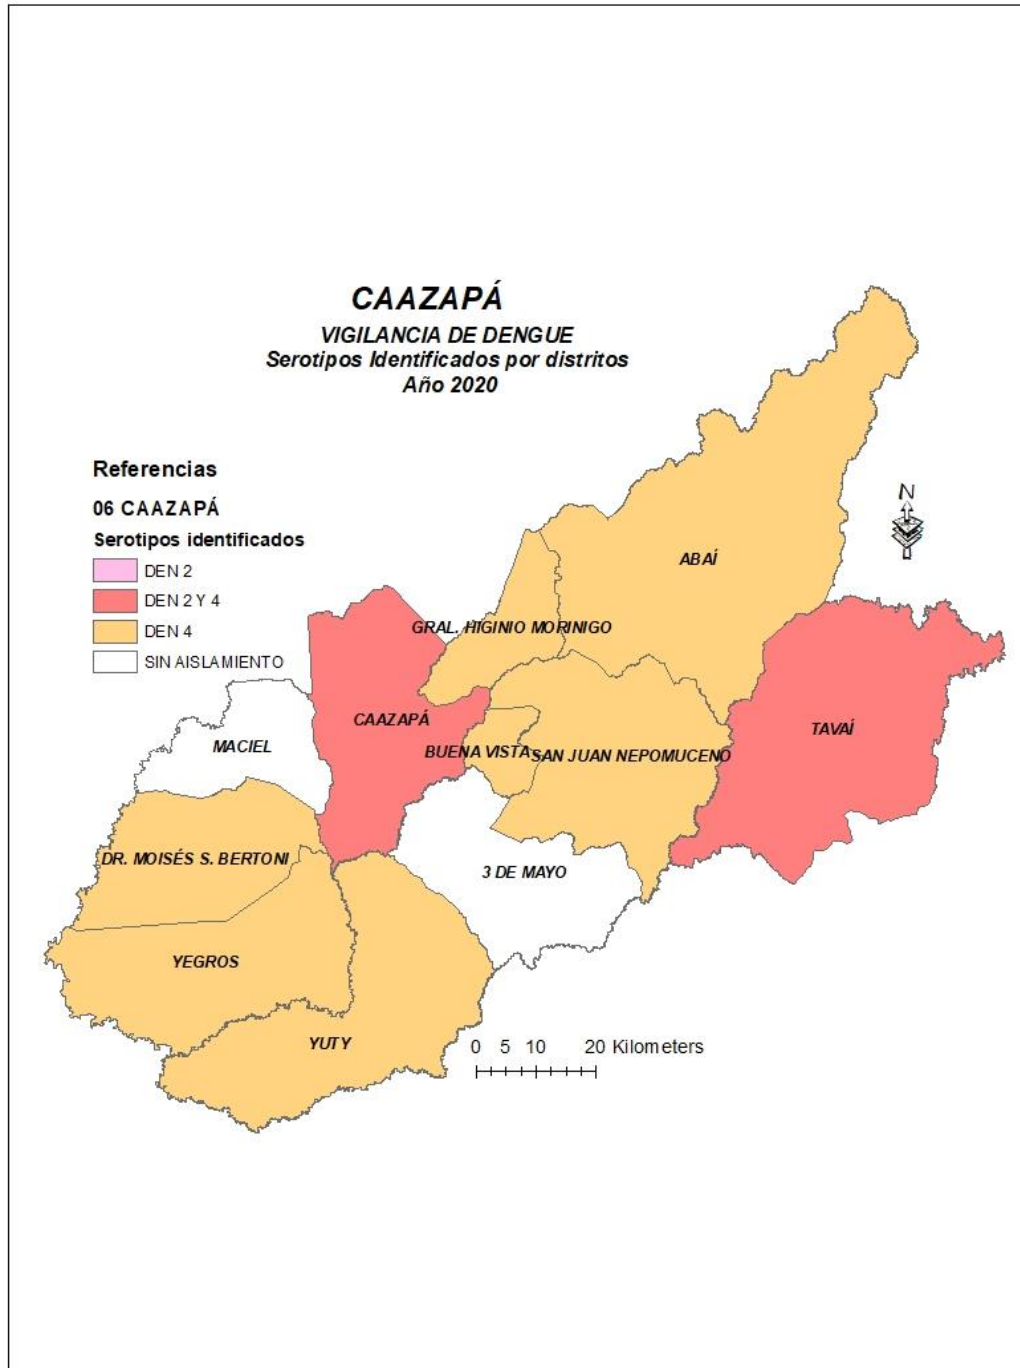 CAAZAPÁ
VIGILANCIA DE DENGUE
Serotipos Identificados por distritos
Año 2020
Referencias
06 CAAZAPÁ
Serotipos identificados
DEN 2
DEN 2 Y 4
DEN 4
SIN AISLAMIENTO
N
ABAÍ
GRAL. HIGINIO MORINIGO
CAAZAPÁ
TAVAÍ
MACIEL
BUENA VISTA
SAN JUAN NEPOMUCENO
DR. MOISÉS S. BERTONI
3 DE MAYO
YEGROS
YUTY
0 5 10 20 Kilometers